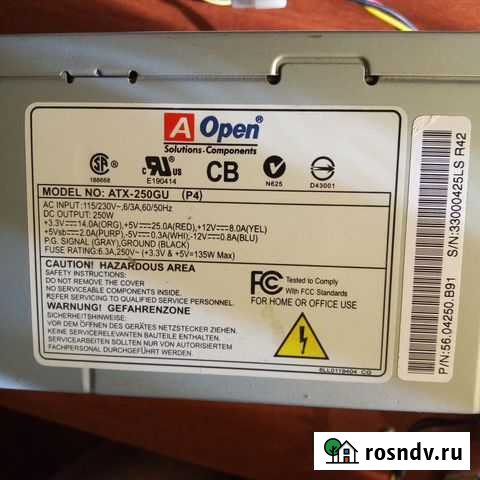 A Open®
Solutions·Components
188668
E190414
CB
N625
D43001
MODEL NO: ATX-250GU (P4)
AC INPUT:115/230V~,6/3A,60/50Hz
DC OUTPUT: 250W
+3.3V⎓14.0A(ORG),+5V⎓25.0A(RED),+12V⎓8.0A(YEL)
+5Vsb⎓2.0A(PURPLE),-5V⎓0.3A(WHI),-12V⎓0.8A(BLU)
P.G. SIGNAL (GRAY),GROUND (BLACK)
FUSE RATING: 6.3A,250V~ (+3.3V & +5V=135W Max)
CAUTION! HAZARDOUS AREA
SAFETY INSTRUCTIONS:
DO NOT REMOVE THE COVER
NO SERVICEABLE COMPONENTS INSIDE.
REFER SERVICING TO QUALIFIED SERVICE PERSONNEL.
WARNUNG! GEFAHRENZONE
SICHERHEITSHINWEISE:
VOR DEM ÖFFNEN DES GERÄTES NETZSTECKER ZIEHEN,
KEINE SERVICERELEVANTEN BAUTEILE ENTHALTEN.
SERVICEARBEITEN SOLLEN NUR VON AUTORISIERTEM
FACHPERSONAL DURCHGEFÜHRT WERDEN.
FC Tested to Comply
With FCC Standards
FOR HOME OR OFFICE USE
S/N:33000425LS R42
P/N:56.04250.B91
rosndv.ru